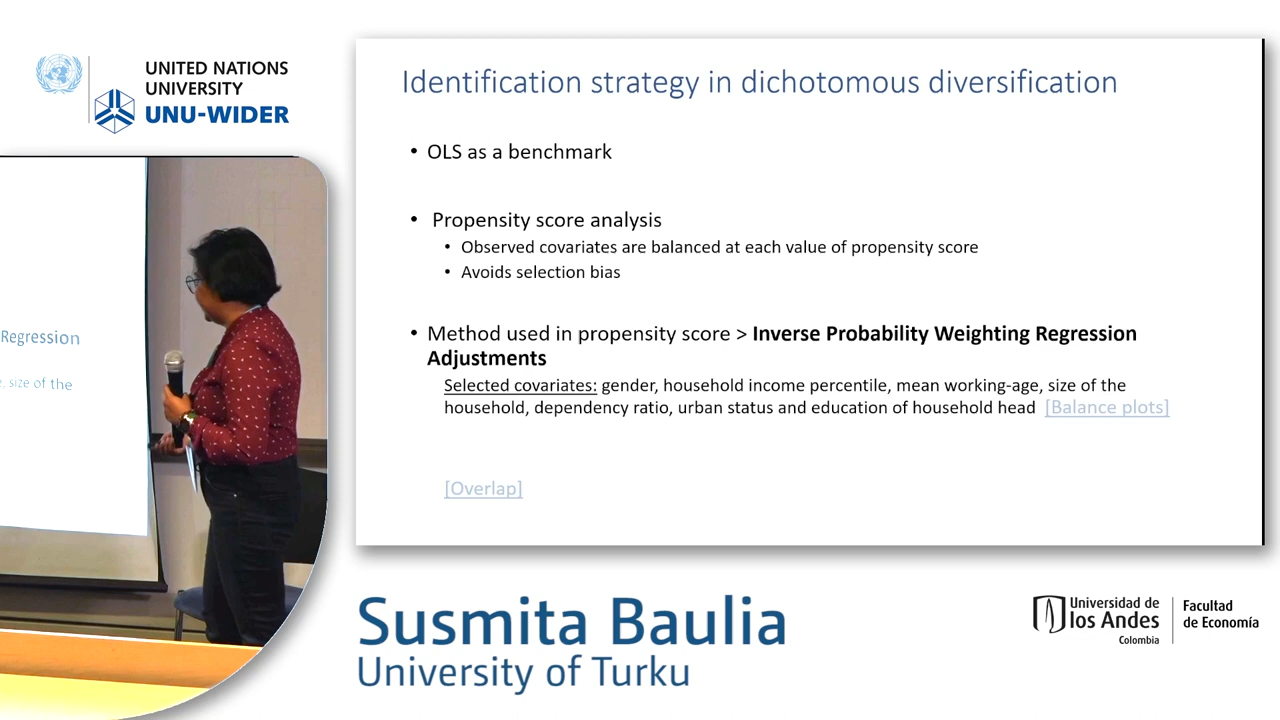 UNITED NATIONS
UNIVERSITY
UNU-WIDER
Identification strategy in dichotomous diversification
• OLS as a benchmark
• Propensity score analysis
• Observed covariates are balanced at each value of propensity score
• Avoids selection bias
• Method used in propensity score > Inverse Probability Weighting Regression
Adjustments
Selected covariates: gender, household income percentile, mean working-age, size of the
household, dependency ratio, urban status and education of household head [Balance plots]
[Overlap]
Regression
, size of the
Susmita Baulia
University of Turku
Universidad de
los Andes
Colombia
Facultad
de Economía